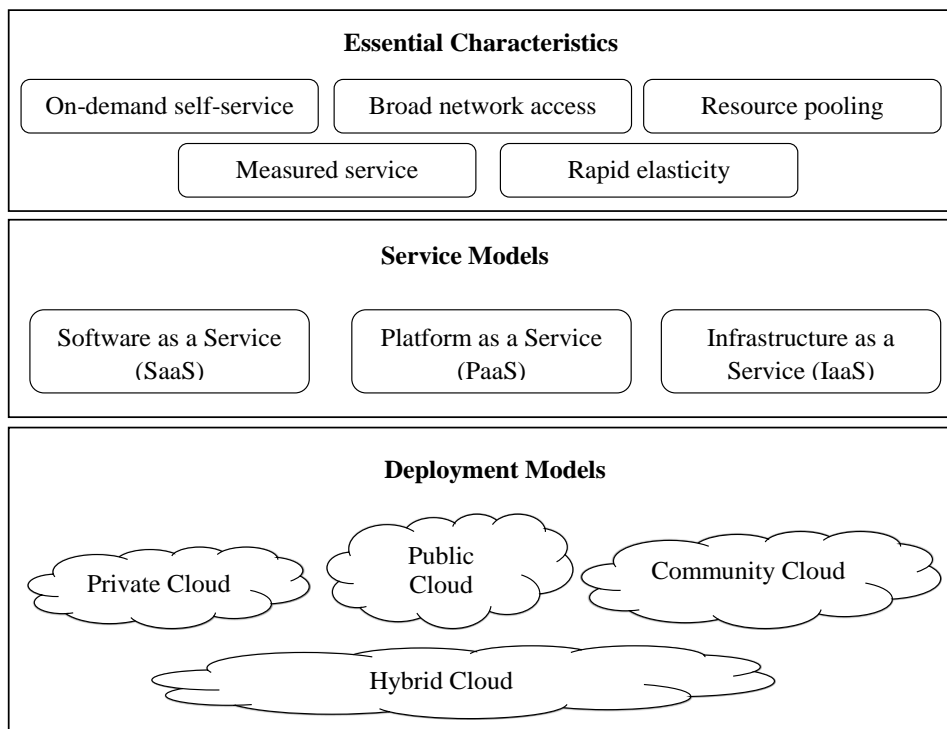 Essential Characteristics
On-demand self-service
Broad network access
Resource pooling
Measured service
Rapid elasticity
Service Models
Software as a Service
(SaaS)
Platform as a Service
(PaaS)
Infrastructure as a
Service (IaaS)
Deployment Models
Private Cloud
Public
Cloud
Community Cloud
Hybrid Cloud